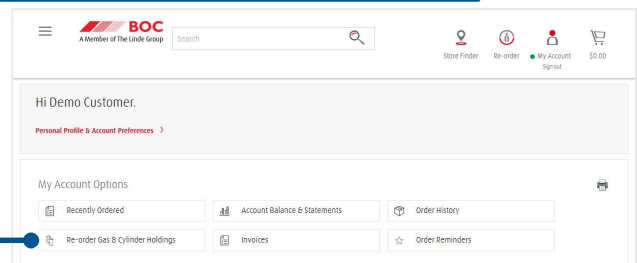 BOC
A Member of The Linde Group
Search
Store Finder
Re-order
My Account
Sign out
$0.00
Hi Demo Customer.
Personal Profile & Account Preferences >
My Account Options
Recently Ordered
Account Balance & Statements
Order History
Re-order Gas & Cylinder Holdings
Invoices
Order Reminders